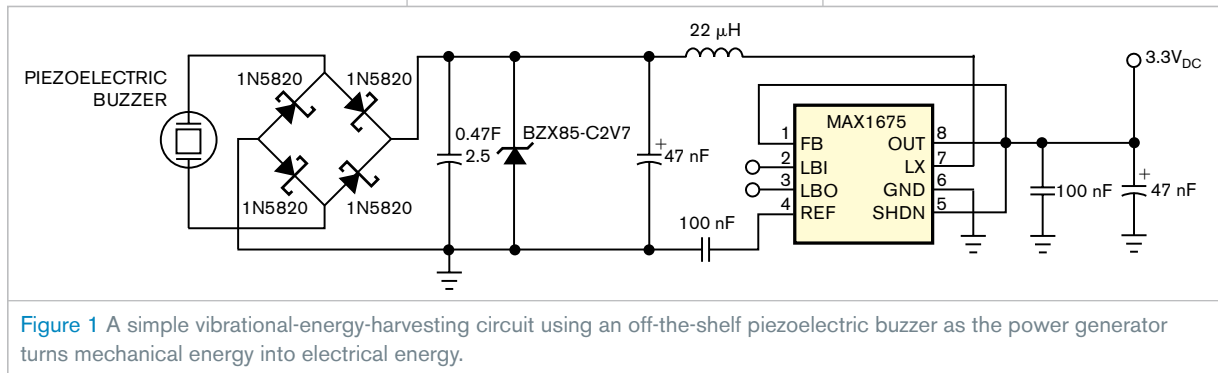 22 μH
3.3VDC
PIEZOELECTRIC
BUZZER
1N5820
1N5820
MAX1675
0.47F
2.5
BZX85-C2V7
+
47 nF
1
FB
OUT
8
2
LBI
LX
7
3
LBO
GND
6
4
REF
SHDN
5
+
100 nF
47 nF
1N5820
1N5820
100 nF
Figure 1 A simple vibrational-energy-harvesting circuit using an off-the-shelf piezoelectric buzzer as the power generator
turns mechanical energy into electrical energy.